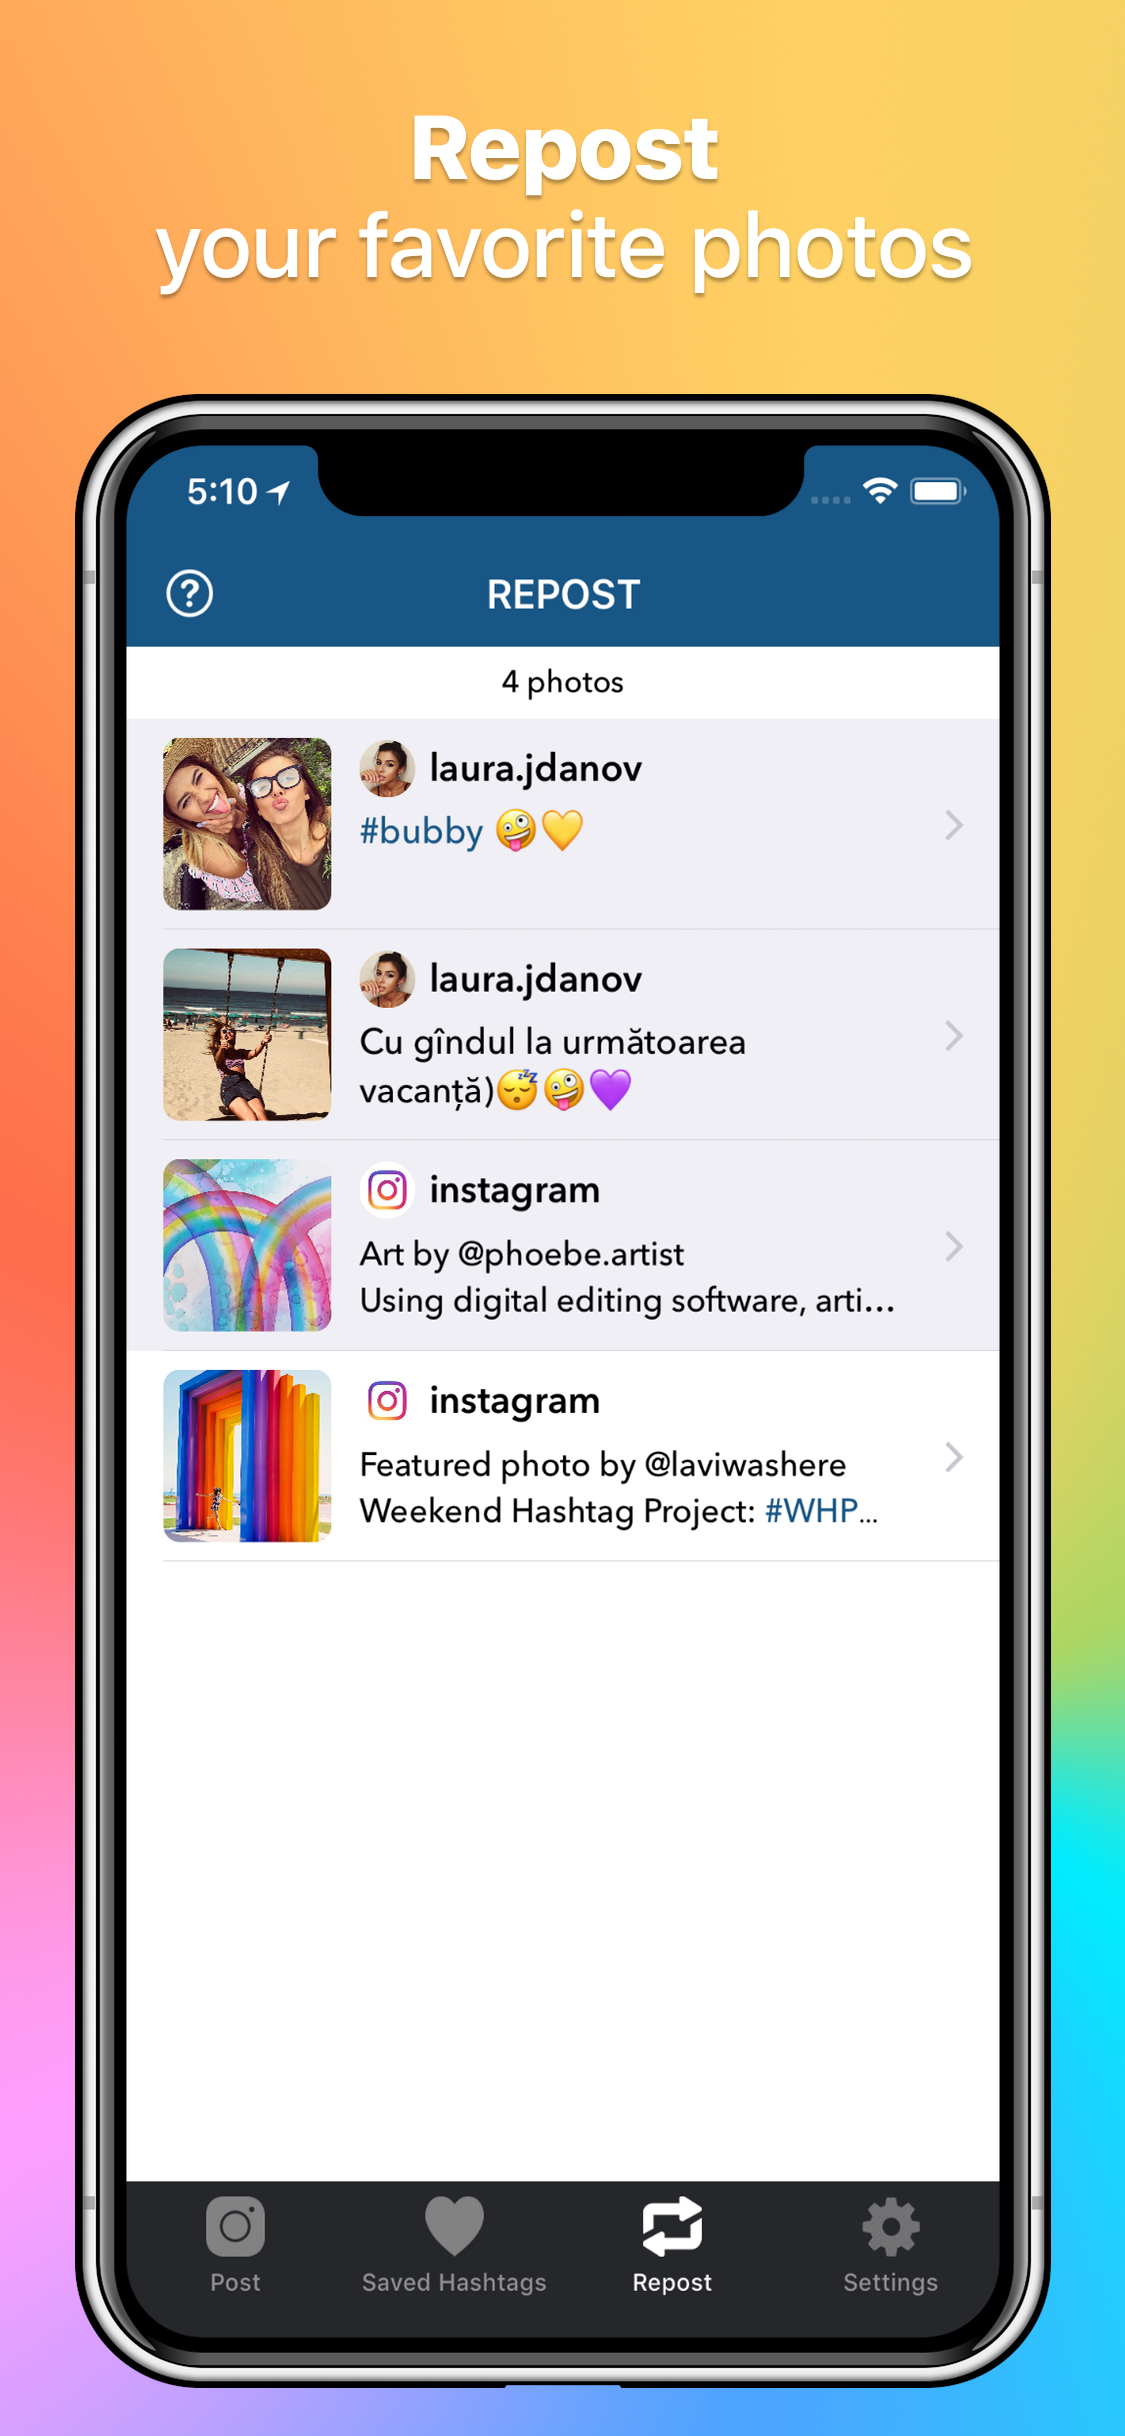 Repost
your favorite photos
5:10
REPOST
4 photos
laura.jdanov
#bubby 🤪💛
laura.jdanov
Cu gîndul la următoarea
vacanță)😴🤪💜
instagram
Art by @phoebe.artist
Using digital editing software, arti...
instagram
Featured photo by @laviwashere
Weekend Hashtag Project: #WHP...
Post
Saved Hashtags
Repost
Settings